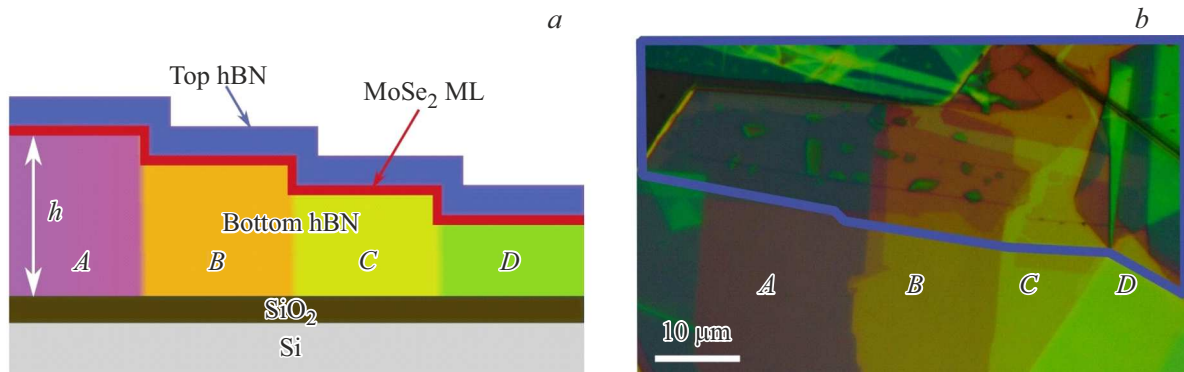 a
Top hBN
MoSe₂ ML
h
Bottom hBN
A
B
C
D
SiO₂
Si
b
A
B
C
D
10 μm